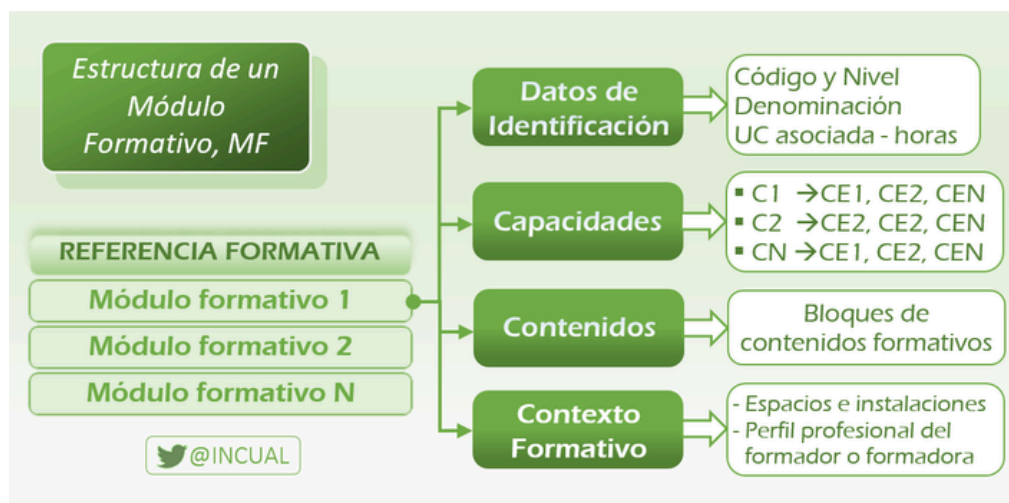 Estructura de un
Módulo
Formativo, MF
REFERENCIA FORMATIVA
Módulo formativo 1
Módulo formativo 2
Módulo formativo N
@INCUAL
Datos de
Identificación
Código y Nivel
Denominación
UC asociada - horas
Capacidades
▪ C1 →CE1, CE2, CEN
▪ C2 →CE2, CE2, CEN
▪ CN →CE1, CE2, CEN
Contenidos
Bloques de
contenidos formativos
Contexto
Formativo
- Espacios e instalaciones
- Perfil profesional del
formador o formadora